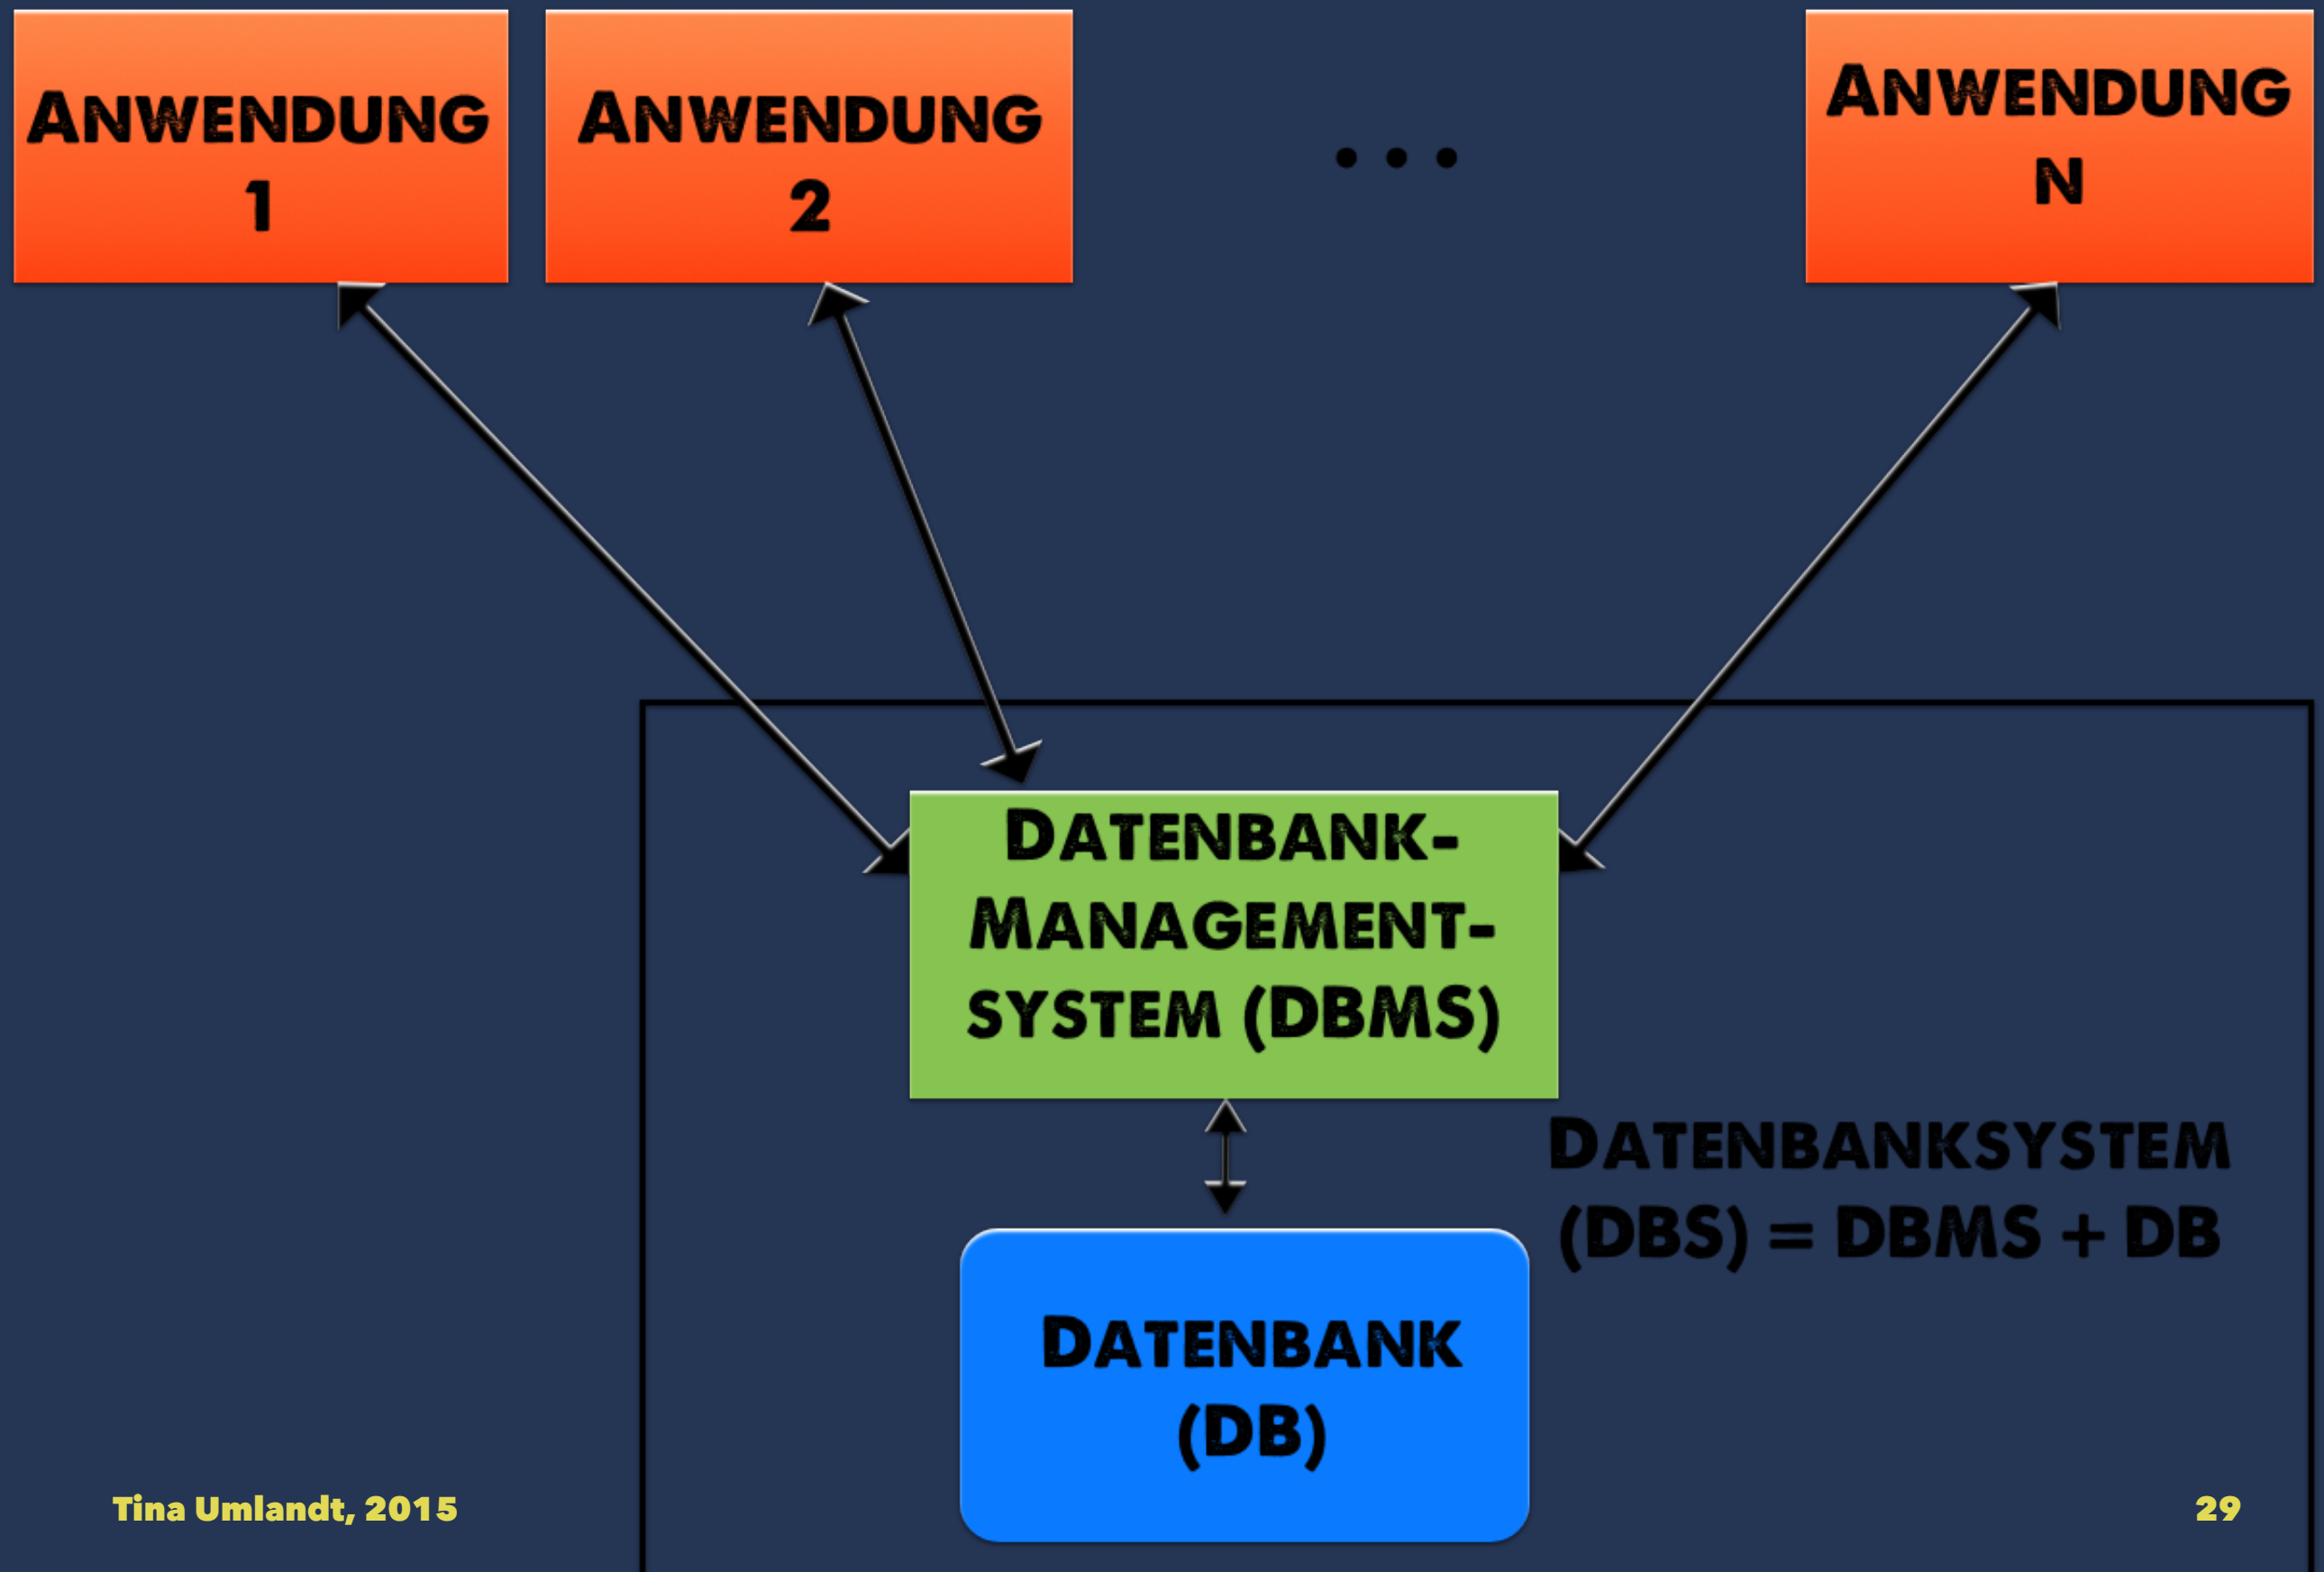 Anwendung
1
Anwendung
2
...
Anwendung
N
Datenbank-
Management-
system (DBMS)
Datenbanksystem
(DBS) = DBMS + DB
Datenbank
(DB)
Tina Umlandt, 2015
29